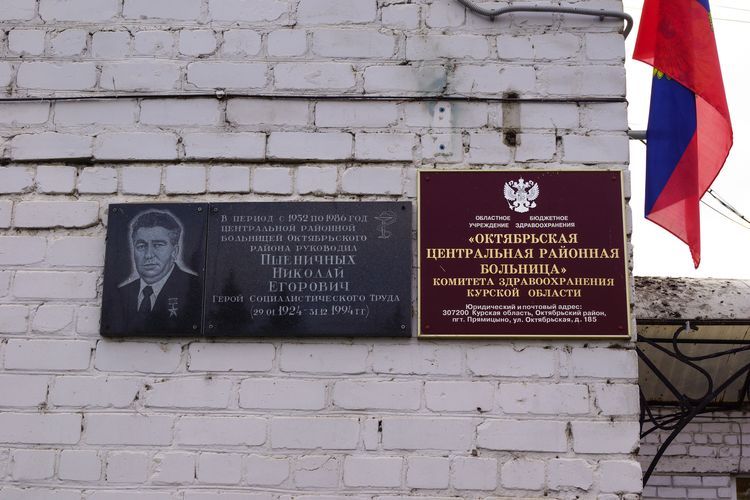 В ПЕРИОД С 1952 ПО 1986 ГОД
ЦЕНТРАЛЬНОЙ РАЙОННОЙ
БОЛЬНИЦЕЙ ОКТЯБРЬСКОГО
РАЙОНА РУКОВОДИЛ
ПШЕНИЧНЫХ
НИКОЛАЙ
ЕГОРОВИЧ
ГЕРОЙ СОЦИАЛИСТИЧЕСКОГО ТРУДА
(29.01 1924 - 31.12 1994 Г.Г.)
ОБЛАСТНОЕ БЮДЖЕТНОЕ
УЧРЕЖДЕНИЕ ЗДРАВООХРАНЕНИЯ
«ОКТЯБРЬСКАЯ
ЦЕНТРАЛЬНАЯ РАЙОННАЯ
БОЛЬНИЦА»
КОМИТЕТА ЗДРАВООХРАНЕНИЯ
КУРСКОЙ ОБЛАСТИ
Юридический и почтовый адрес:
307200 Курская область, Октябрьский район,
пгт. Прямицыно, ул. Октябрьская, д. 185